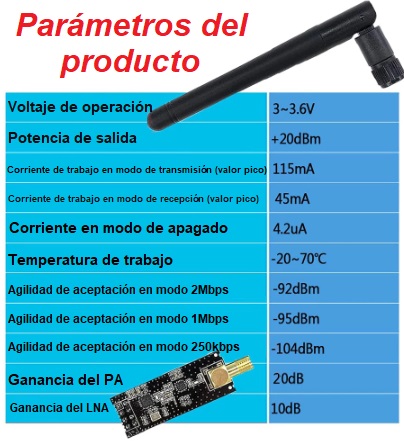 Parámetros del
producto
Voltaje de operación 3~3.6V
Potencia de salida +20dBm
Corriente de trabajo en modo de transmisión (valor pico) 115mA
Corriente de trabajo en modo de recepción (valor pico) 45mA
Corriente en modo de apagado 4.2uA
Temperatura de trabajo -20~70℃
Agilidad de aceptación en modo 2Mbps -92dBm
Agilidad de aceptación en modo 1Mbps -95dBm
Agilidad de aceptación en modo 250kbps -104dBm
Ganancia del PA 20dB
Ganancia del LNA 10dB